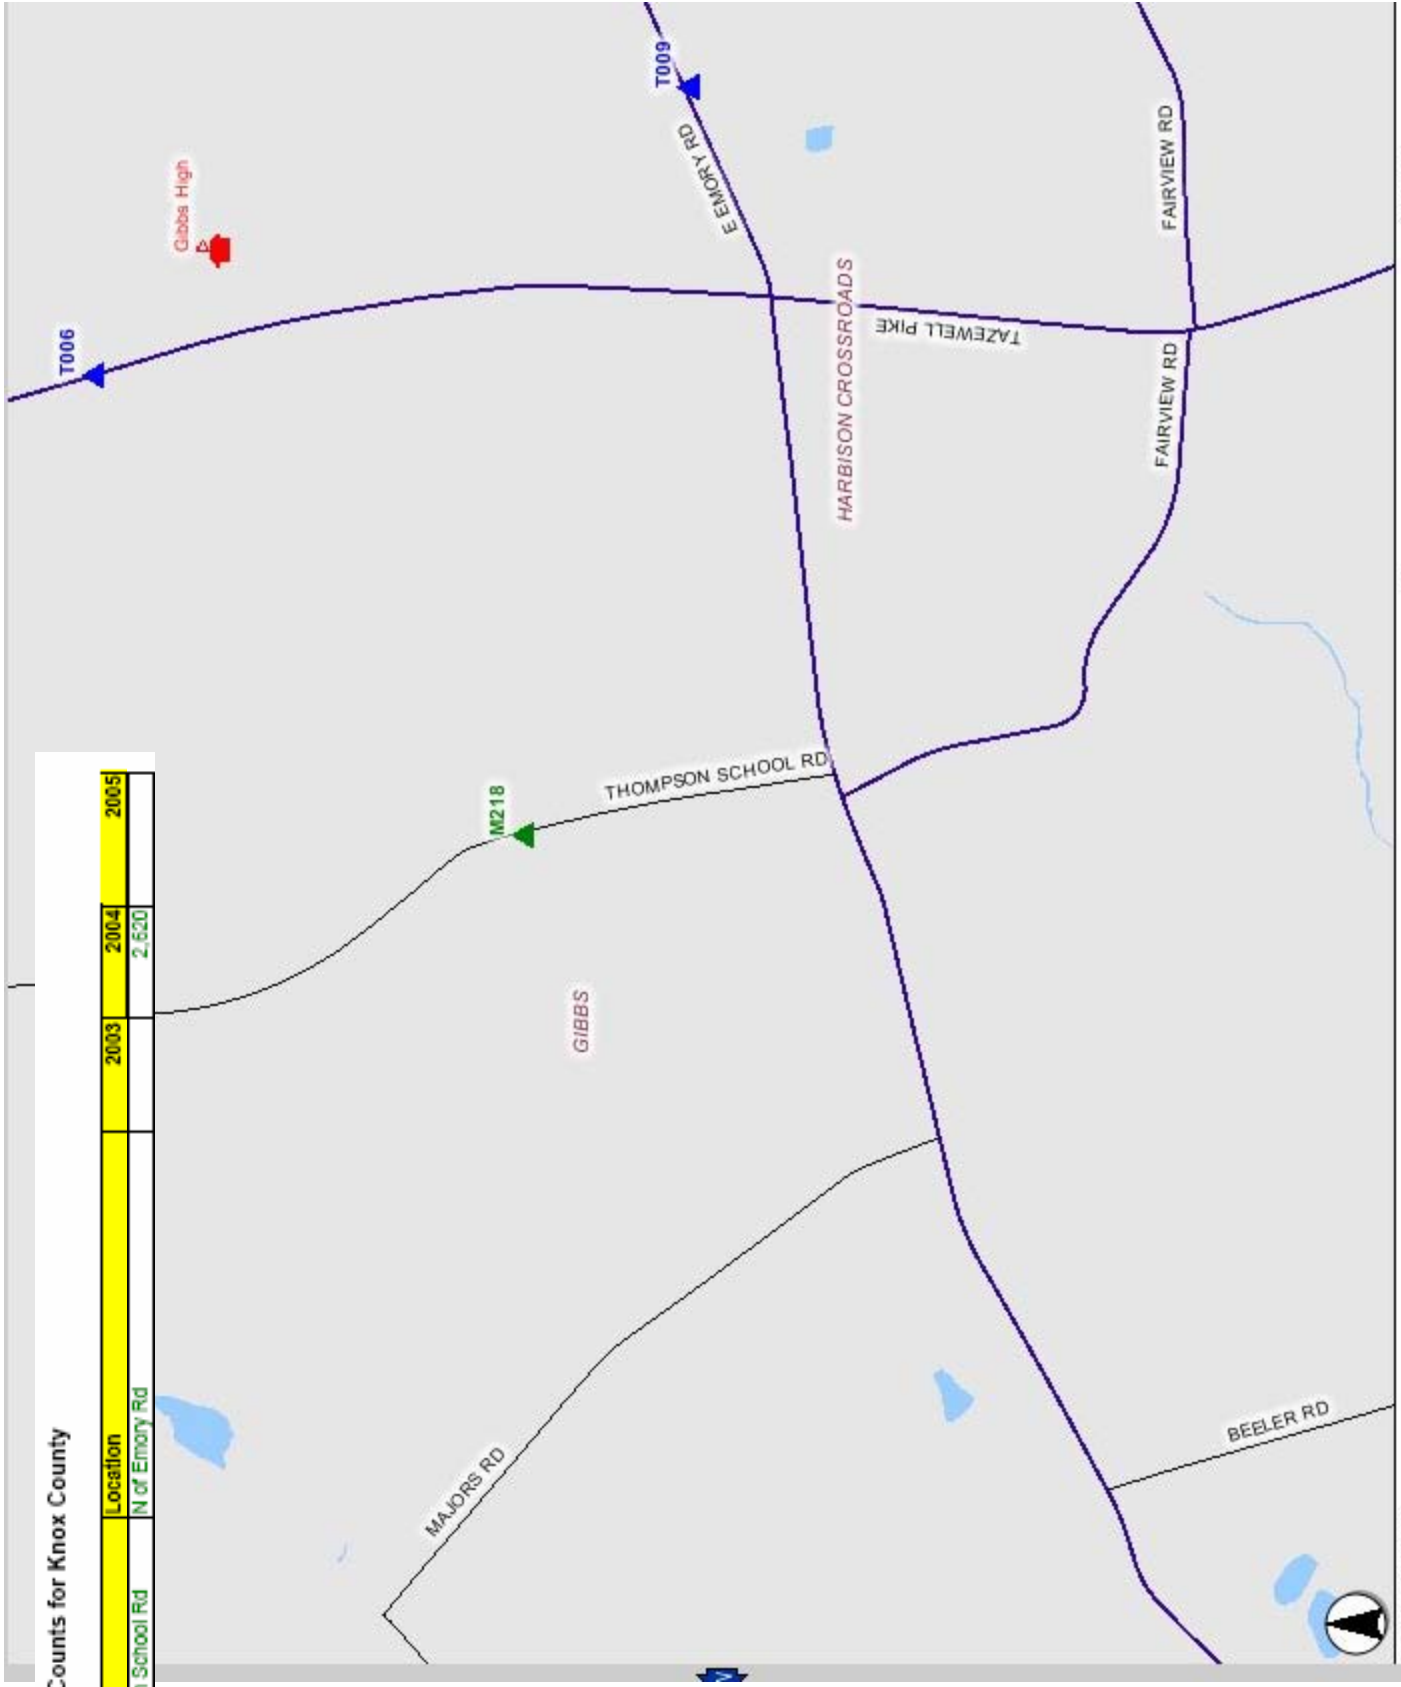 Counts for Knox County
Location 2003 2004 2005
School Rd N of Emory Rd 2,620
T006
Gibbs High
T009
E EMORY RD
FAIRVIEW RD
HARBISON CROSSROADS
TAZEWELL PIKE
FAIRVIEW RD
M218
THOMPSON SCHOOL RD
GIBBS
MAJORS RD
BEELER RD